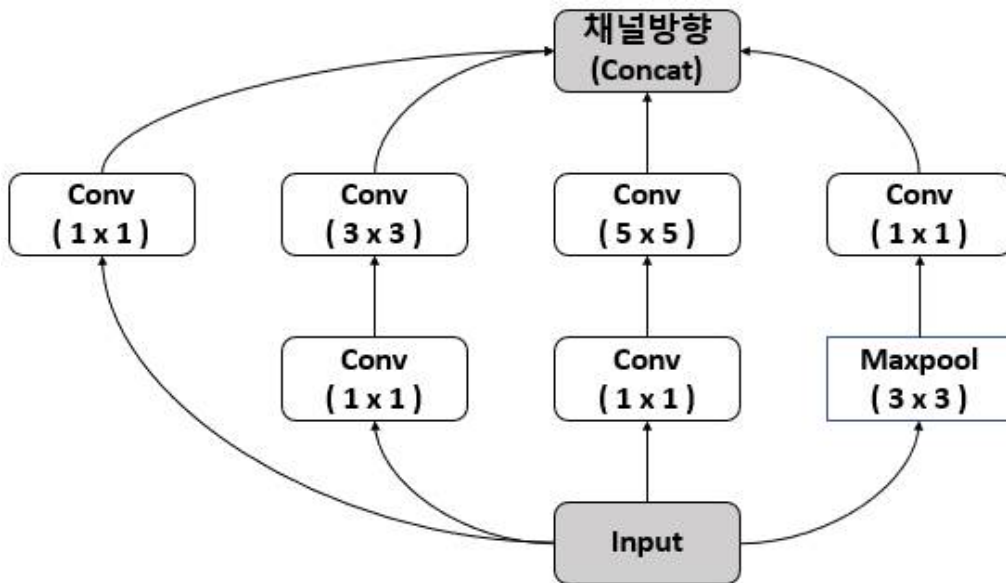 채널방향
(Concat)
Conv
( 1 x 1 )
Conv
( 3 x 3 )
Conv
( 5 x 5 )
Conv
( 1 x 1 )
Conv
( 1 x 1 )
Conv
( 1 x 1 )
Maxpool
( 3 x 3 )
Input